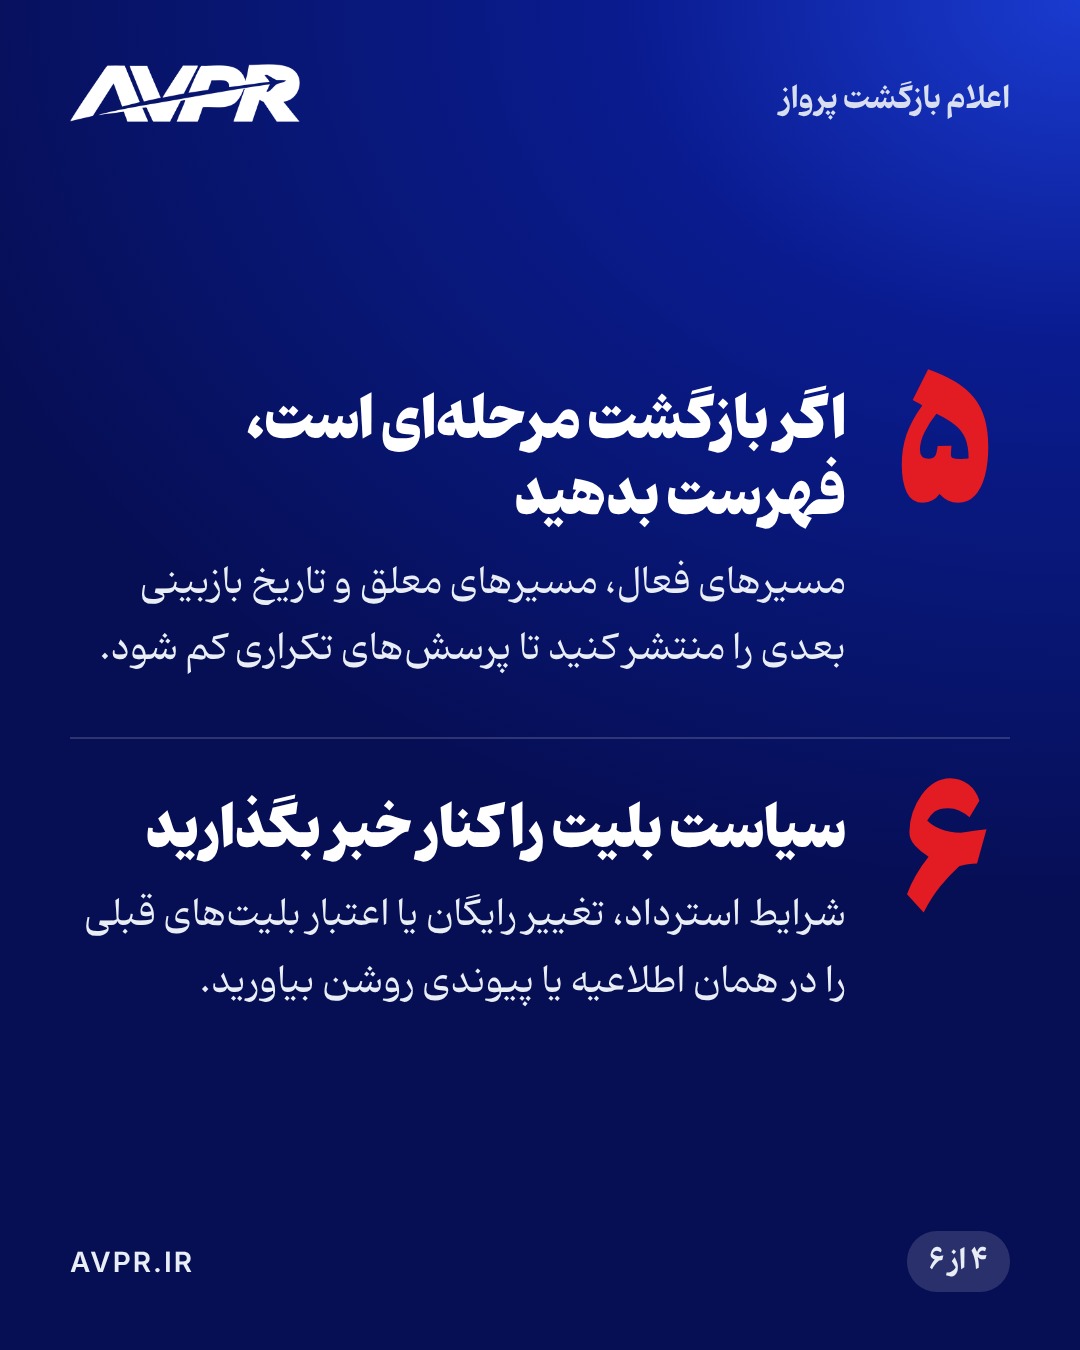 اعلام بازگشت پرواز
AVPR
۵
اگر بازگشت مرحله‌ای است،
فهرست بدهید
مسیرهای فعال، مسیرهای معلق و تاریخ بازبینی
بعدی را منتشر کنید تا پرسش‌های تکراری کم شود.
۶
سیاست بلیت را کنار خبر بگذارید
شرایط استرداد، تغییر رایگان یا اعتبار بلیت‌های قبلی
را در همان اطلاعیه یا پیوندی روشن بیاورید.
۴ از ۶
AVPR.IR